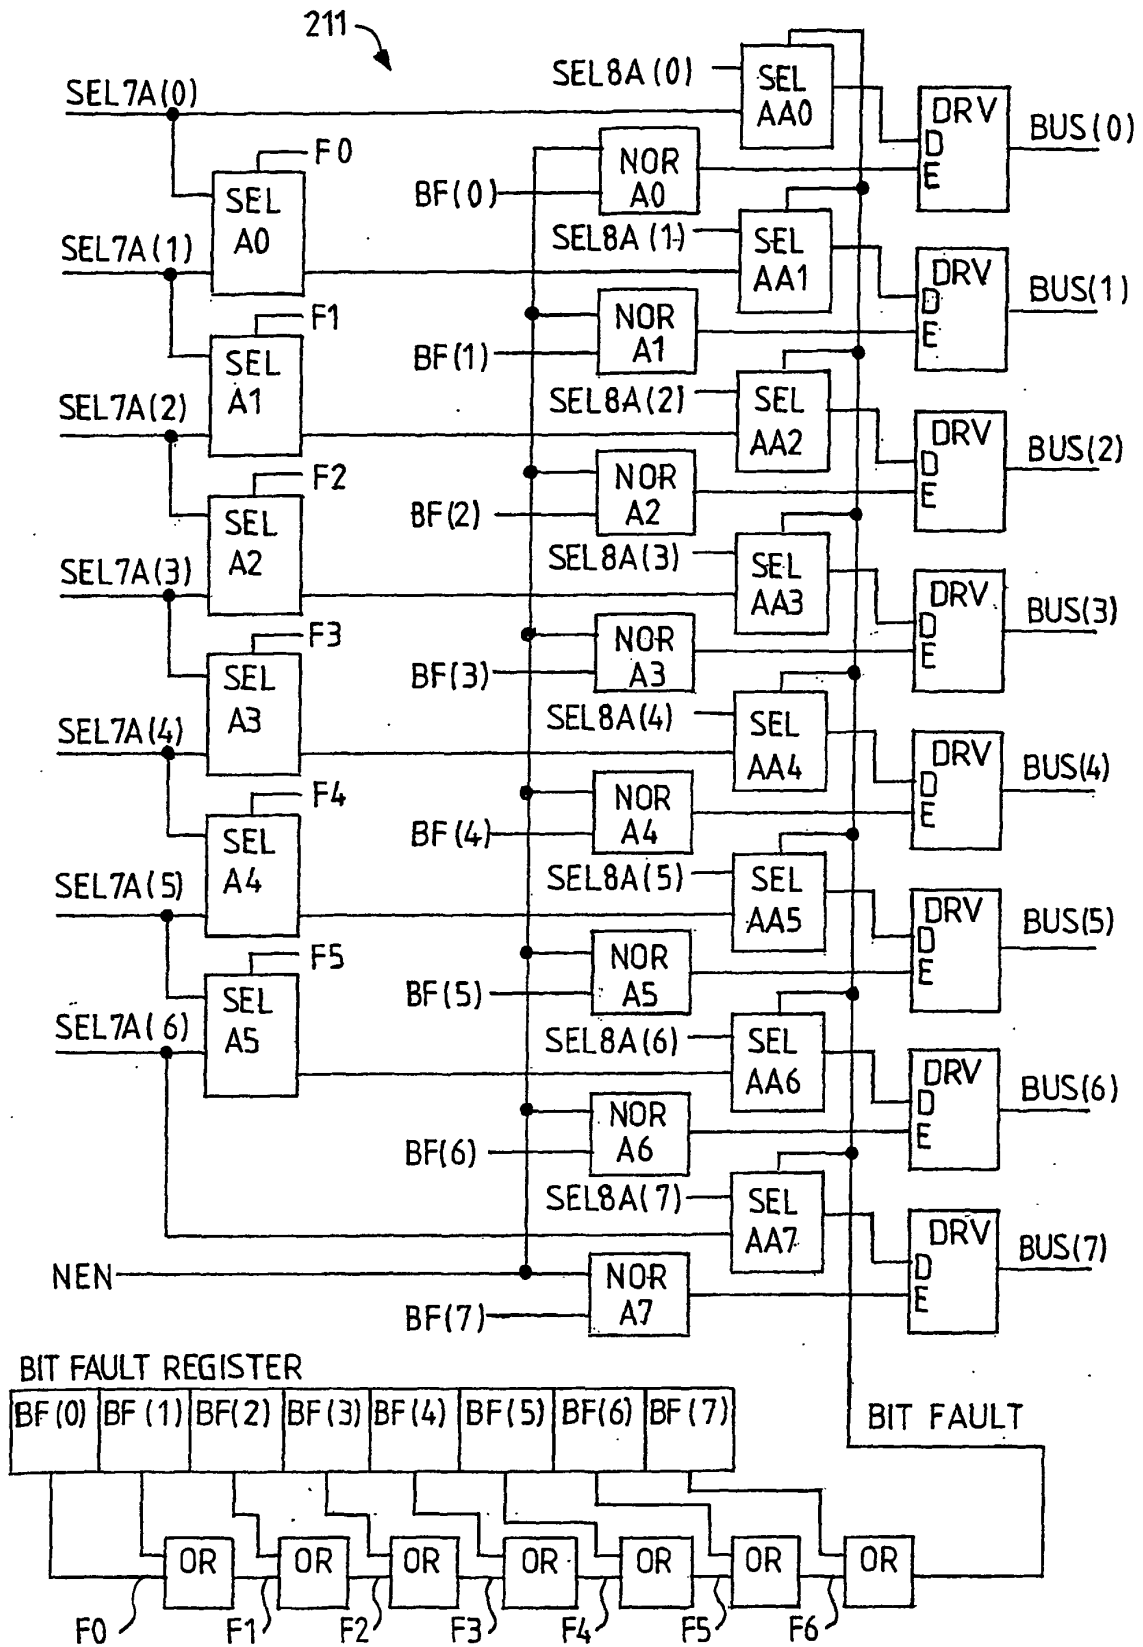 211
SEL7A(0)
SEL8A(0)
SEL
AA0
DRV
D
E
BUS(0)
F0
NOR
A0
BF(0)
SEL
A0
SEL7A(1)
SEL8A(1)
SEL
AA1
DRV
D
E
BUS(1)
F1
NOR
A1
BF(1)
SEL
A1
SEL7A(2)
SEL8A(2)
SEL
AA2
DRV
D
E
BUS(2)
F2
NOR
A2
BF(2)
SEL
A2
SEL7A(3)
SEL8A(3)
SEL
AA3
DRV
D
E
BUS(3)
F3
NOR
A3
BF(3)
SEL
A3
SEL7A(4)
SEL8A(4)
SEL
AA4
DRV
D
E
BUS(4)
F4
NOR
A4
BF(4)
SEL
A4
SEL7A(5)
SEL8A(5)
SEL
AA5
DRV
D
E
BUS(5)
F5
NOR
A5
BF(5)
SEL
A5
SEL7A(6)
SEL8A(6)
SEL
AA6
DRV
D
E
BUS(6)
NOR
A6
BF(6)
SEL8A(7)
SEL
AA7
DRV
D
E
BUS(7)
NEN
NOR
A7
BF(7)
BIT FAULT REGISTER
BF(0) BF(1) BF(2) BF(3) BF(4) BF(5) BF(6) BF(7)
BIT FAULT
OR OR OR OR OR OR OR
F0 F1 F2 F3 F4 F5 F6